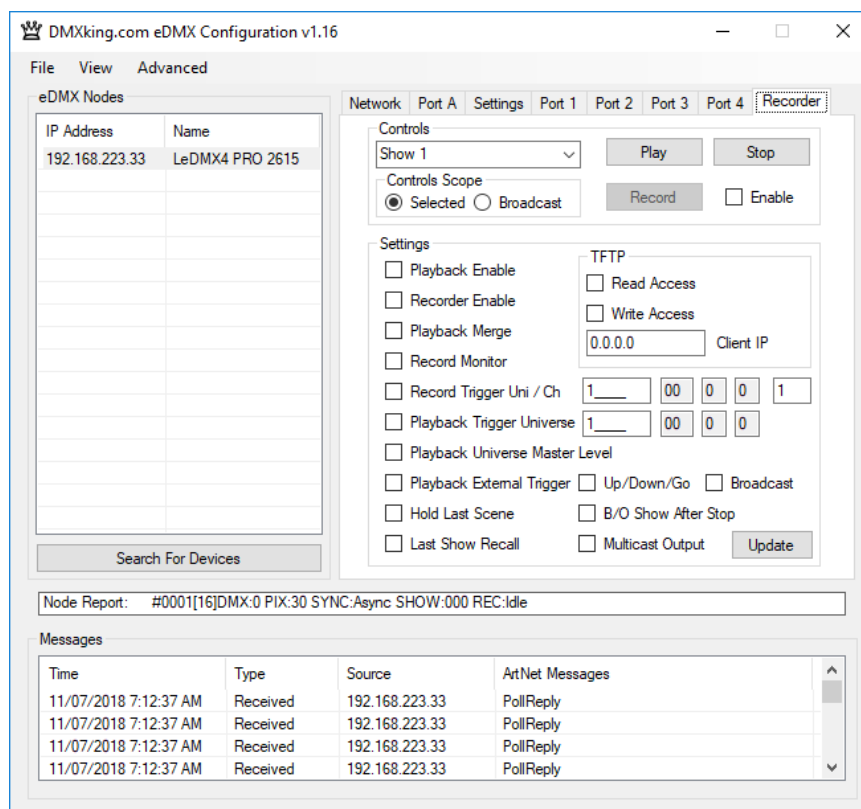 DMXking.com eDMX Configuration v1.16
File View Advanced
eDMX Nodes
IP Address Name
192.168.223.33 LeDMX4 PRO 2615
Search For Devices
Network Port A Settings Port 1 Port 2 Port 3 Port 4 Recorder
Controls
Show 1 Play Stop
Controls Scope
Selected Broadcast Record Enable
Settings
TFTP
Playback Enable Read Access
Recorder Enable Write Access
Playback Merge 0.0.0.0 Client IP
Record Monitor
Record Trigger Uni / Ch 1____ 00 0 0 1
Playback Trigger Universe 1____ 00 0 0
Playback Universe Master Level
Playback External Trigger Up/Down/Go Broadcast
Hold Last Scene B/O Show After Stop
Last Show Recall Multicast Output Update
Node Report: #0001[16]DMX:0 PIX:30 SYNC:Async SHOW:000 REC:Idle
Messages
Time Type Source ArtNet Messages
11/07/2018 7:12:37 AM Received 192.168.223.33 PollReply
11/07/2018 7:12:37 AM Received 192.168.223.33 PollReply
11/07/2018 7:12:37 AM Received 192.168.223.33 PollReply
11/07/2018 7:12:37 AM Received 192.168.223.33 PollReply